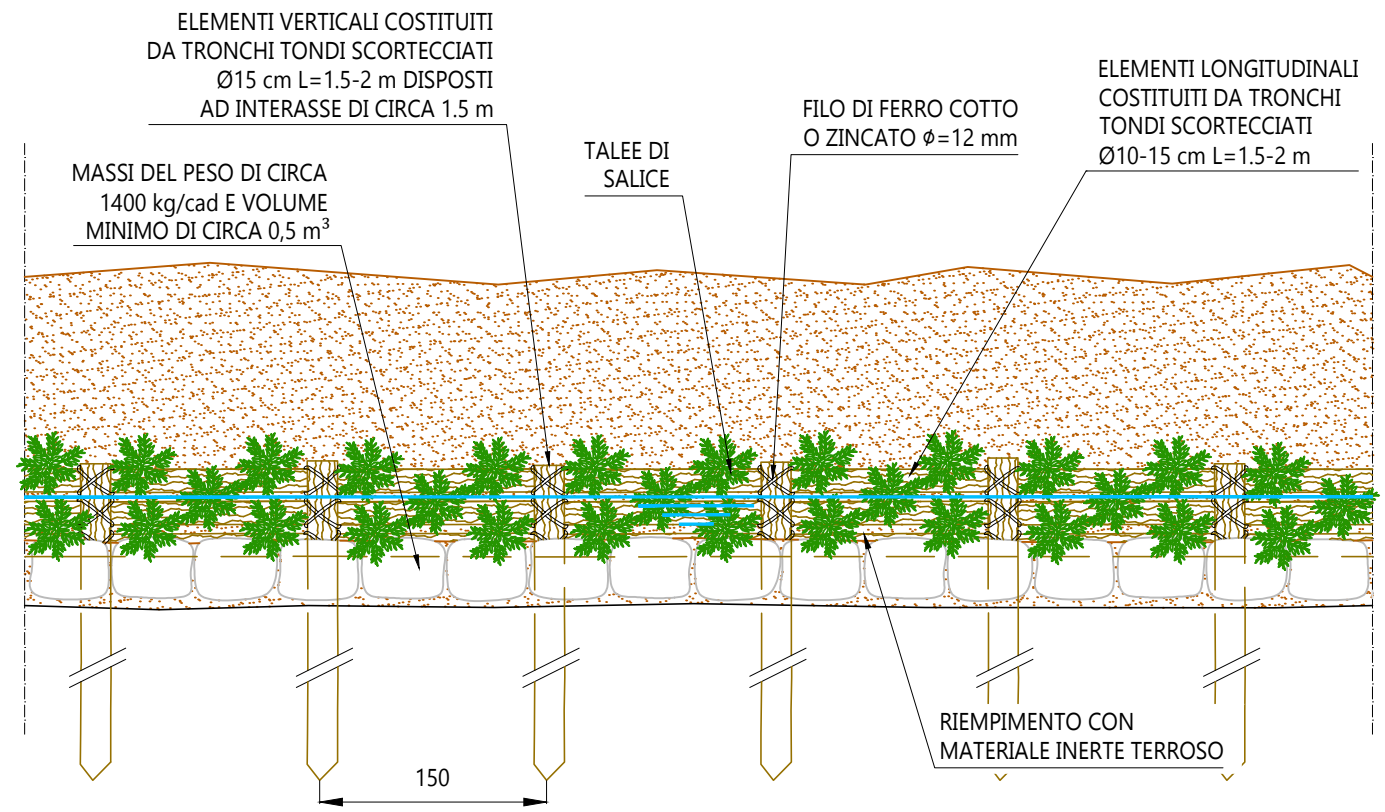 ELEMENTI VERTICALI COSTITUITI
DA TRONCHI TONDI SCORTECCIATI
Ø15 cm L=1.5-2 m DISPOSTI
AD INTERASSE DI CIRCA 1.5 m
MASSI DEL PESO DI CIRCA
1400 kg/cad E VOLUME
MINIMO DI CIRCA 0,5 m³
TALEE DI
SALICE
FILO DI FERRO COTTO
O ZINCATO ϕ=12 mm
ELEMENTI LONGITUDINALI
COSTITUITI DA TRONCHI
TONDI SCORTECCIATI
Ø10-15 cm L=1.5-2 m
RIEMPIMENTO CON
MATERIALE INERTE TERROSO
150